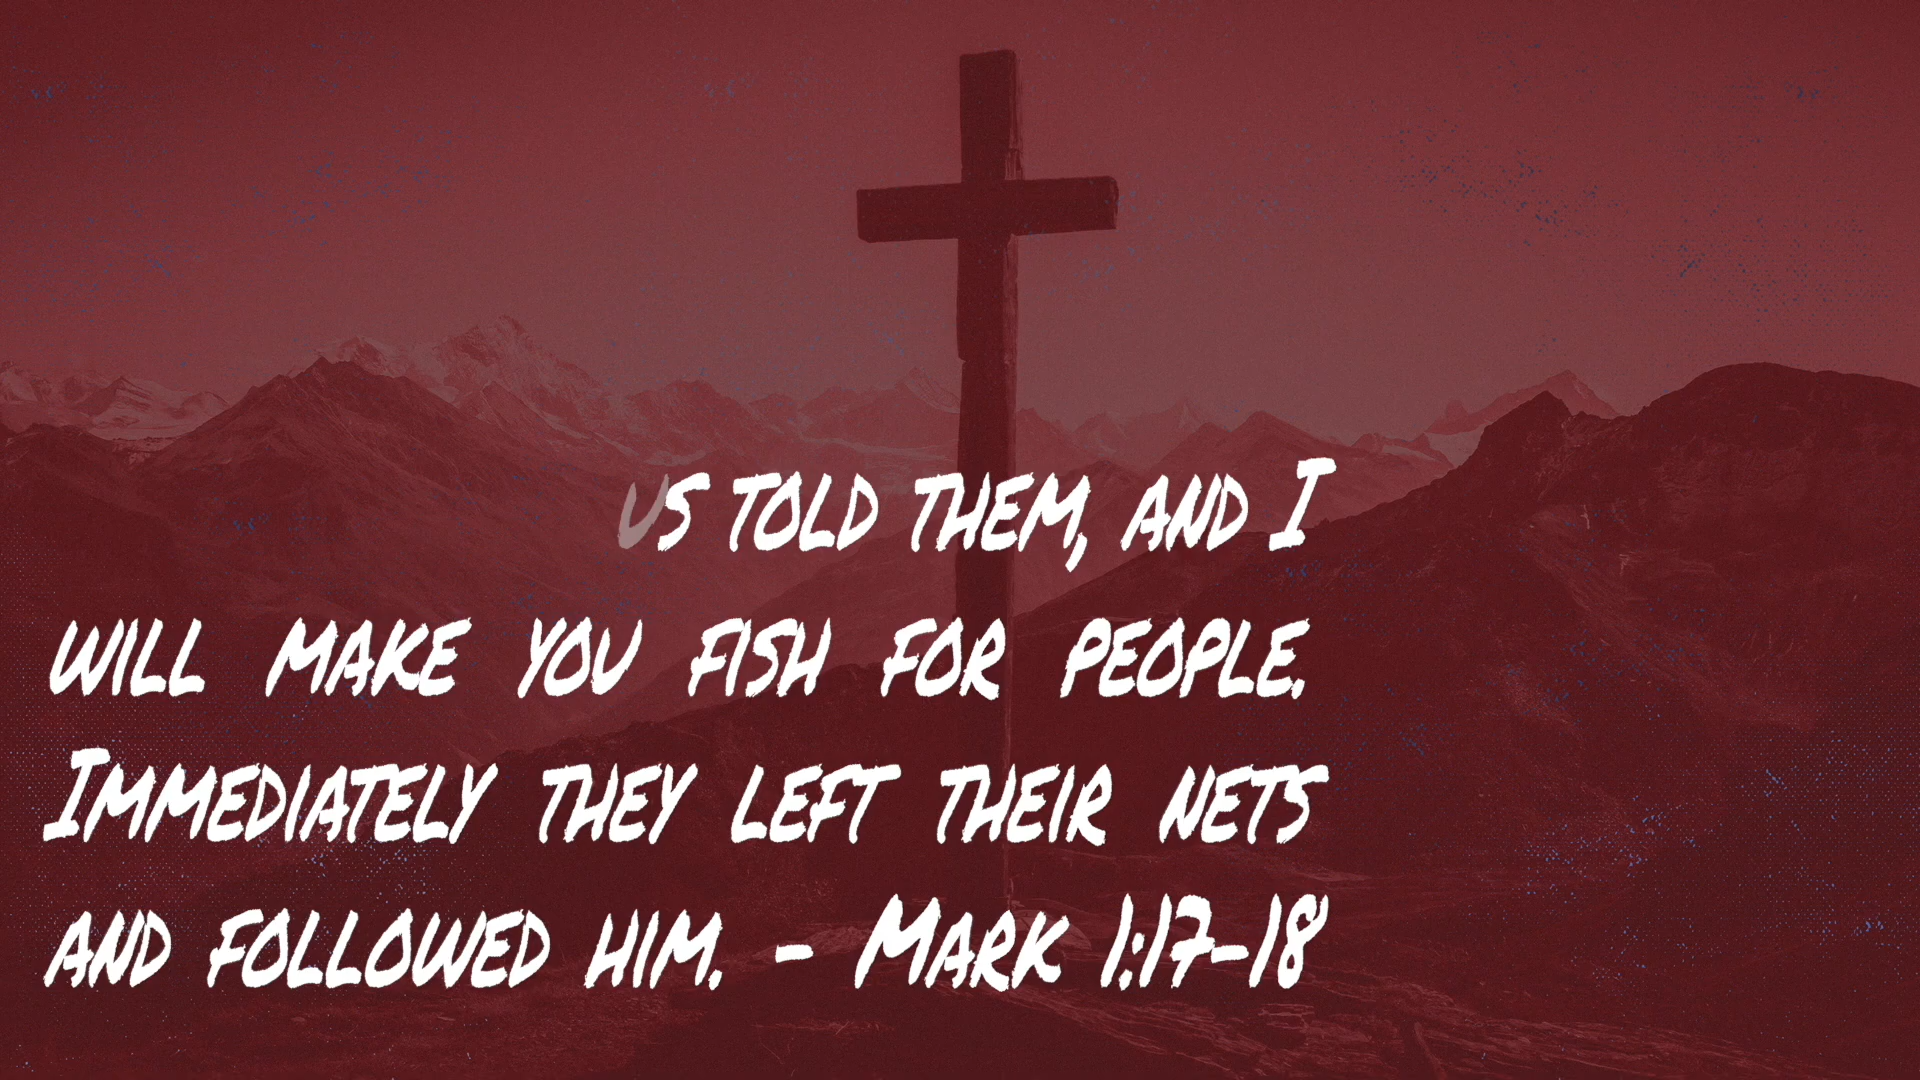 us told them, and I
will make you fish for people.
Immediately they left their nets
and followed him. - Mark 1:17-18